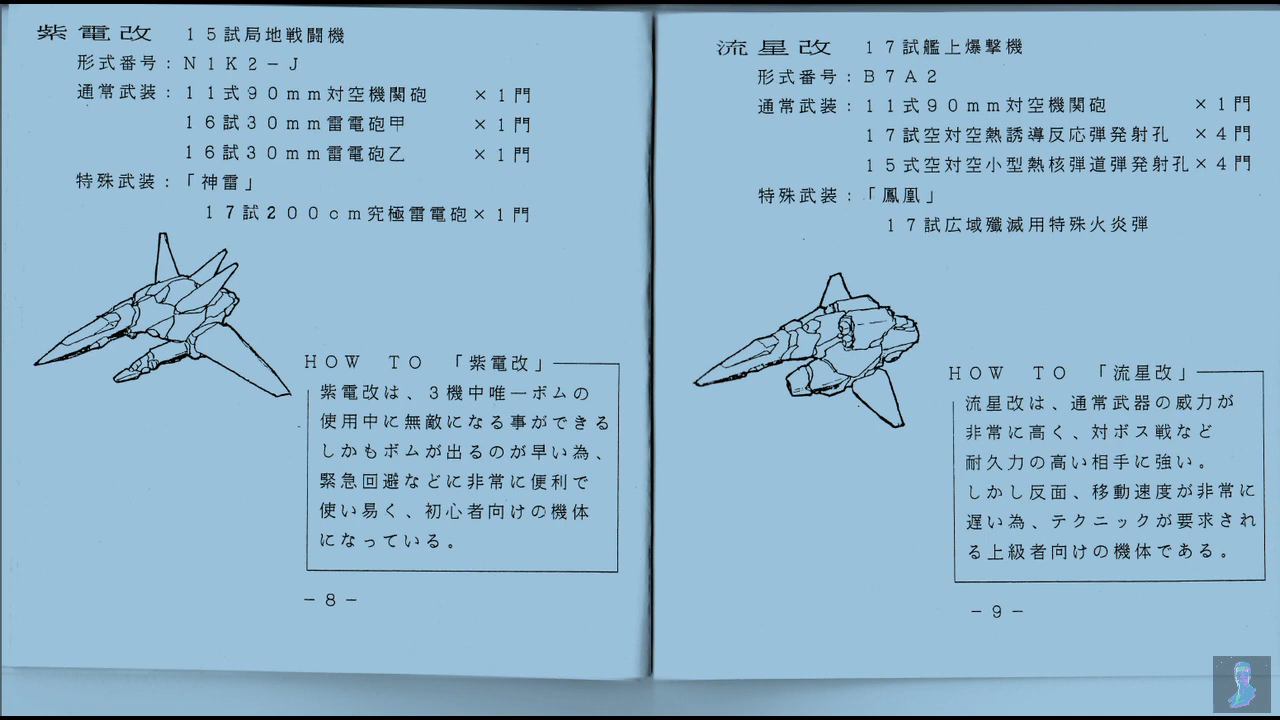 紫電改 15試局地戦闘機
形式番号：N1K2-J
通常武装：11式90mm対空機関砲 ×1門
16試30mm雷電砲甲 ×1門
16試30mm雷電砲乙 ×1門
特殊武装：「神雷」
17試200cm究極雷電砲×1門
HOW TO 「紫電改」
紫電改は、3機中唯一ボムの
使用中に無敵になる事ができる
しかもボムが出るのが早い為、
緊急回避などに非常に便利で
使い易く、初心者向けの機体
になっている。
-8-
流星改 17試艦上爆撃機
形式番号：B7A2
通常武装：11式90mm対空機関砲 ×1門
17試空対空熱誘導反応弾発射孔 ×4門
15式空対空小型熱核弾道弾発射孔×4門
特殊武装：「鳳凰」
17試広域殲滅用特殊火炎弾
HOW TO 「流星改」
流星改は、通常武器の威力が
非常に高く、対ボス戦など
耐久力の高い相手に強い。
しかし反面、移動速度が非常に
遅い為、テクニックが要求され
る上級者向けの機体である。
-9-